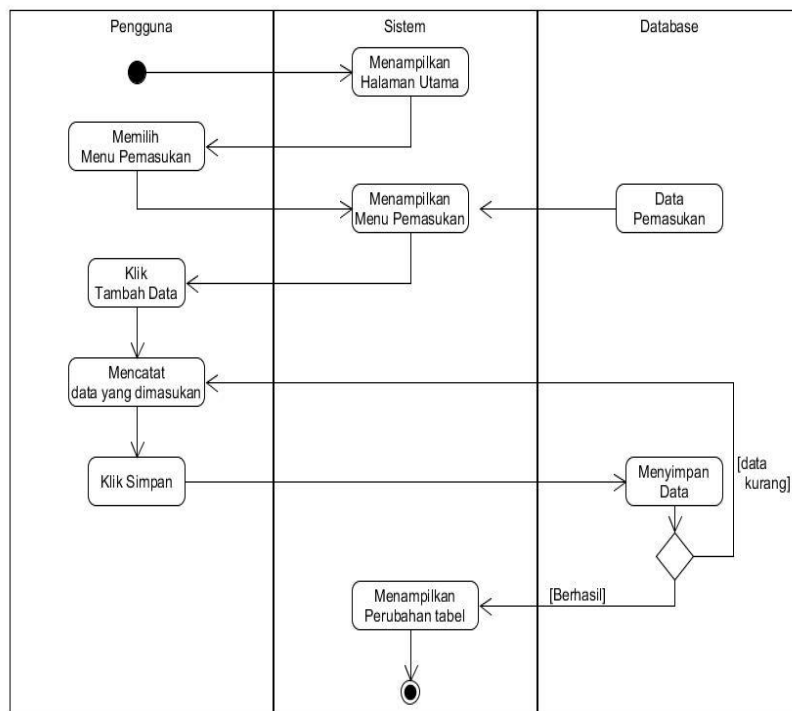 Pengguna
Sistem
Database
Menampilkan
Halaman Utama
Memilih
Menu Pemasukan
Menampilkan
Menu Pemasukan
Data
Pemasukan
Klik
Tambah Data
Mencatat
data yang dimasukan
Klik Simpan
Menyimpan
Data
[data
kurang]
[Berhasil]
Menampilkan
Perubahan tabel